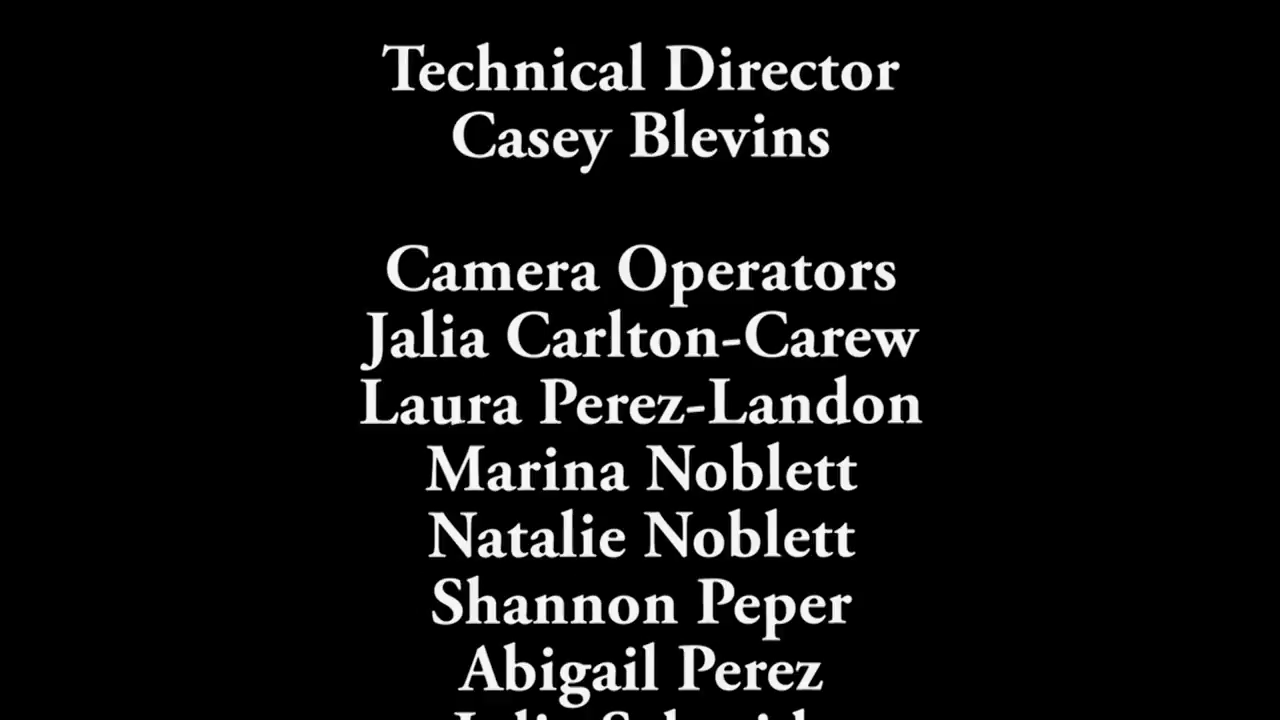 Technical Director
Casey Blevins
Camera Operators
Jalia Carlton-Carew
Laura Perez-Landon
Marina Noblett
Natalie Noblett
Shannon Peper
Abigail Perez